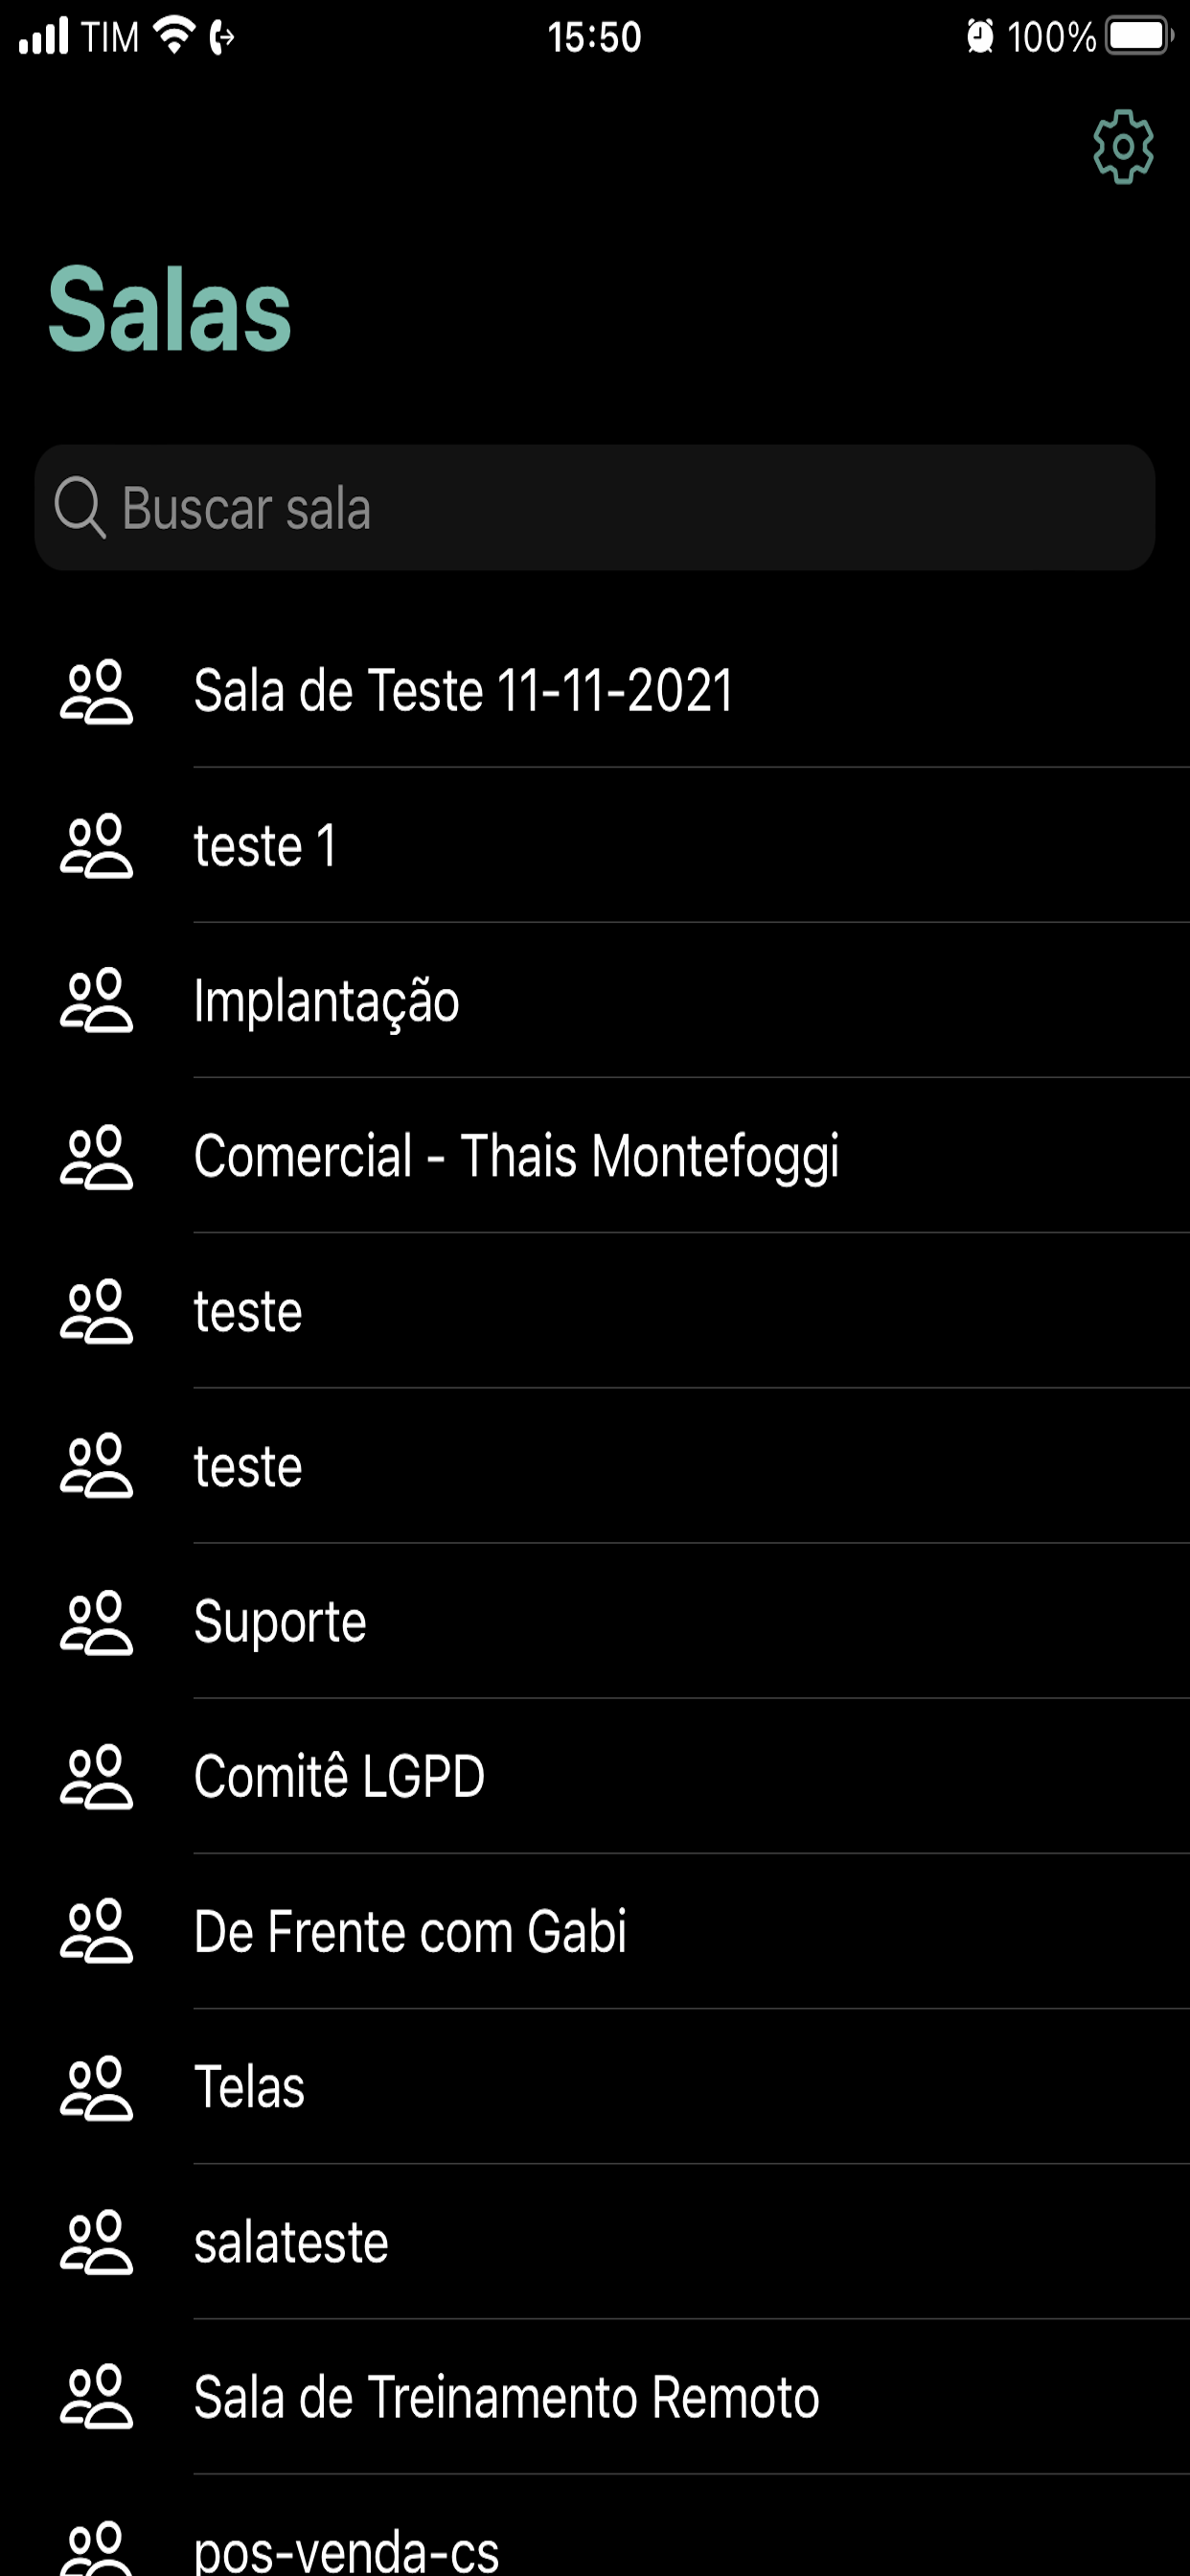 TIM 15:50 100%
Salas
Buscar sala
Sala de Teste 11-11-2021
teste 1
Implantação
Comercial - Thais Montefoggi
teste
teste
Suporte
Comitê LGPD
De Frente com Gabi
Telas
salateste
Sala de Treinamento Remoto
pos-venda-cs